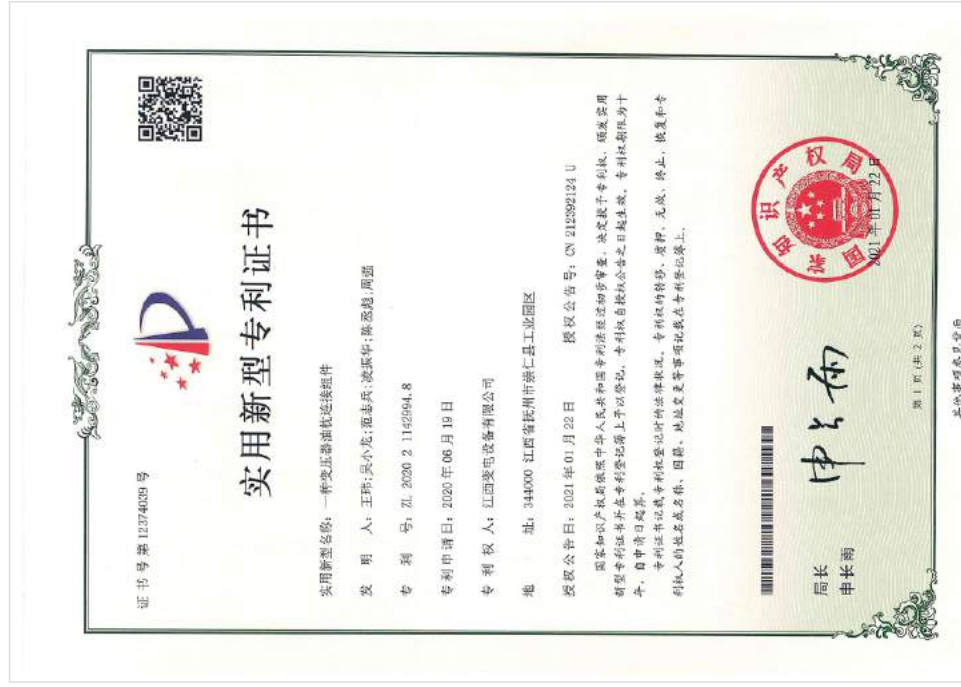 证书号第12374039号
实用新型专利证书
实用新型名称：一种变压器油枕连接组件
发 明 人：王玮;吴小龙;范志兵;凌振华;陈丞彪;周强
专 利 号：ZL 2020 2 1142994.8
专利申请日：2020年06月19日
专 利 权 人：江西变电设备有限公司
地 址：344000 江西省抚州市崇仁县工业园区
授权公告日：2021年01月22日 授权公告号：CN 212392124 U
国家知识产权局依照中华人民共和国专利法经过初步审查，决定授予专利权，颁发实用
新型专利证书并在专利登记簿上予以登记。专利权自授权公告之日起生效。专利权期限为十
年，自申请日起算。
专利证书记载专利权登记时的法律状况。专利权的转移、质押、无效、终止、恢复和专
利权人的姓名或名称、国籍、地址变更等事项记载在专利登记簿上。
局长
申长雨
申长雨
国家知识产权局
2021年01月22日
第 1 页 (共 2 页)
其他事项参见背面